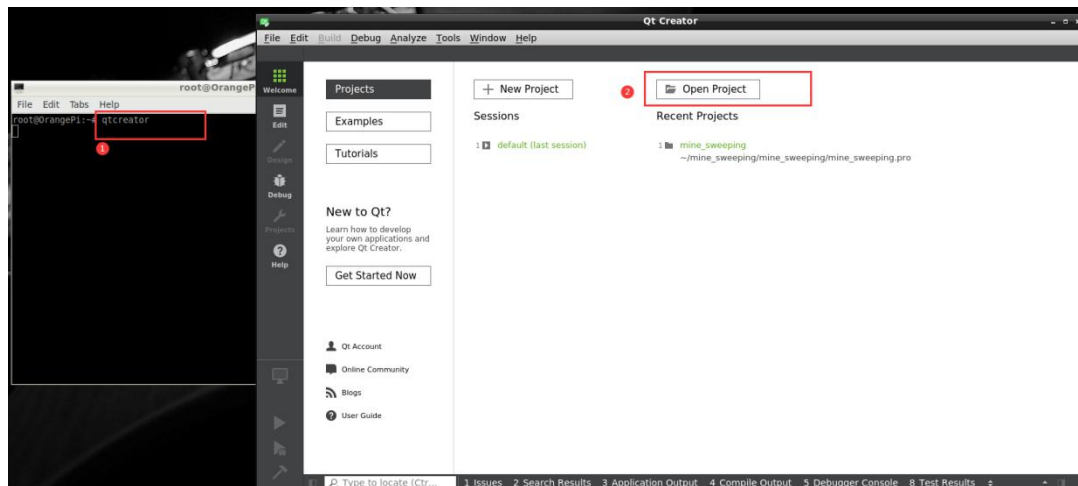 Qt Creator
File Edit Build Debug Analyze Tools Window Help
root@OrangeP
File Edit Tabs Help
root@OrangePi:~# qtcreator
1
Welcome
Edit
Design
Debug
Projects
Help
Projects
Examples
Tutorials
New to Qt?
Learn how to develop
your own applications and
explore Qt Creator.
Get Started Now
Qt Account
Online Community
Blogs
User Guide
+ New Project
2
Open Project
Sessions
1 default (last session)
Recent Projects
1 mine_sweeping
~/mine_sweeping/mine_sweeping/mine_sweeping.pro
Type to locate (Ctr...
1 Issues 2 Search Results 3 Application Output 4 Compile Output 5 Debugger Console 8 Test Results